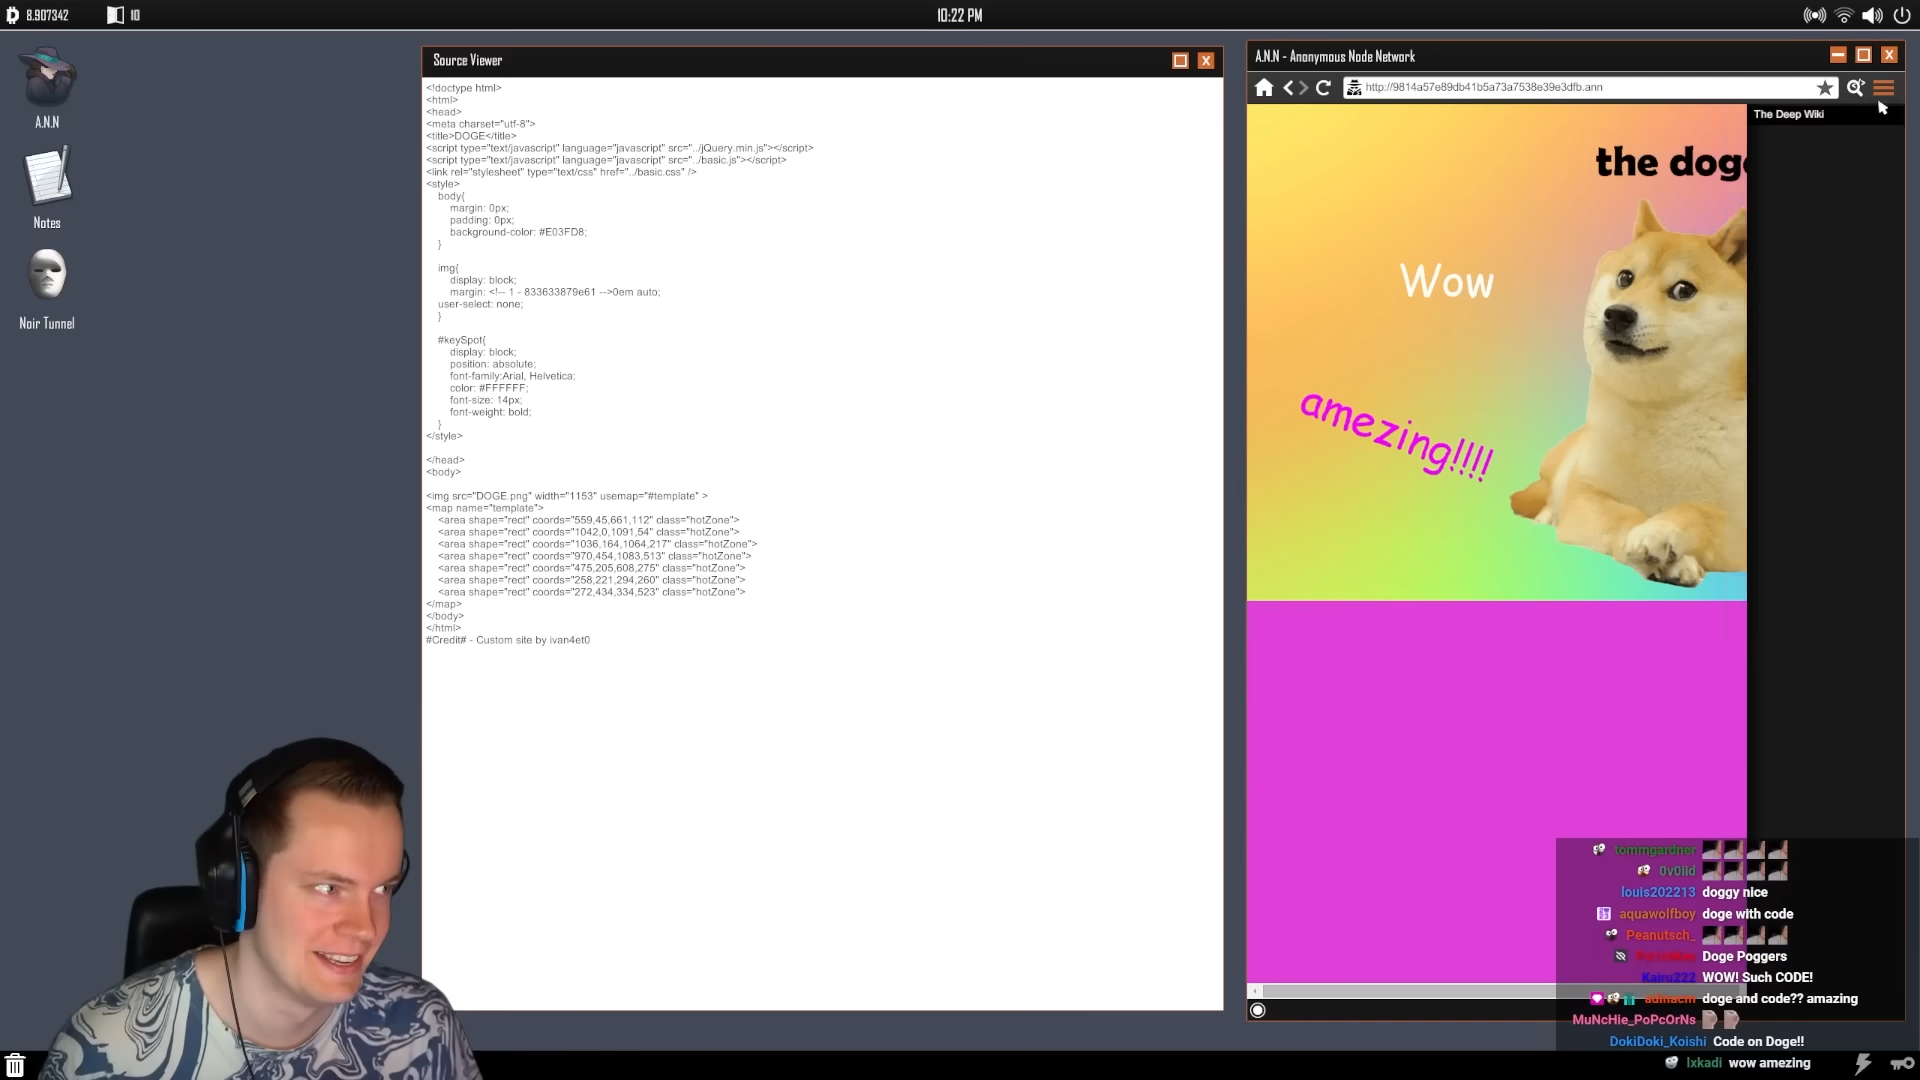 8.907342
10
10:22 PM
A.N.N
Notes
Noir Tunnel
Source Viewer
<!doctype html>
<html>
<head>
<meta charset="utf-8">
<title>DOGE</title>
<script type="text/javascript" language="javascript" src="../jQuery.min.js"></script>
<script type="text/javascript" language="javascript" src="../basic.js"></script>
<link rel="stylesheet" type="text/css" href="../basic.css" />
<style>
body{
margin: 0px;
padding: 0px;
background-color: #E03FD8;
}
img{
display: block;
margin: <!-- 1 - 833633879e61 -->0em auto;
user-select: none;
}
#keySpot{
display: block;
position: absolute;
font-family:Arial, Helvetica;
color: #FFFFFF;
font-size: 14px;
font-weight: bold;
}
</style>
</head>
<body>
<img src="DOGE.png" width="1153" usemap="#template" >
<map name="template">
<area shape="rect" coords="559,45,661,112" class="hotZone">
<area shape="rect" coords="1042,0,1091,54" class="hotZone">
<area shape="rect" coords="1036,164,1064,217" class="hotZone">
<area shape="rect" coords="970,454,1083,513" class="hotZone">
<area shape="rect" coords="475,205,608,275" class="hotZone">
<area shape="rect" coords="258,221,294,260" class="hotZone">
<area shape="rect" coords="272,434,334,523" class="hotZone">
</map>
</body>
</html>
#Credit# - Custom site by ivan4et0
A.N.N - Anonymous Node Network
http://9814a57e89db41b5a73a7538e39e3dfb.ann
The Deep Wiki
the doge
Wow
amezing!!!!
tommgardner
0v0lid
louis202213 doggy nice
aquawolfboy doge with code
Peanutsch_
Doge Poggers
Kairu222 WOW! Such CODE!
adinacm doge and code?? amazing
MuNcHie_PoPcOrNs
DokiDoki_Koishi Code on Doge!!
lxkadi wow amezing